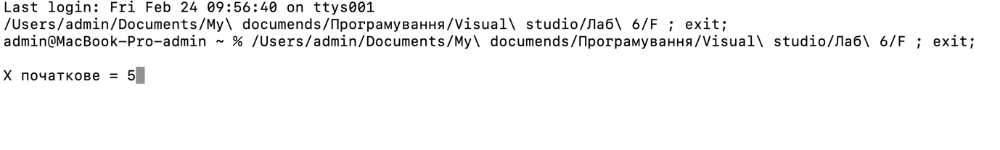 Last login: Fri Feb 24 09:56:40 on ttys001
/Users/admin/Documents/My\ documends/Програмування/Visual\ studio/Лаб\ 6/F ; exit;
admin@MacBook-Pro-admin ~ % /Users/admin/Documents/My\ documends/Програмування/Visual\ studio/Лаб\ 6/F ; exit;
X початкове = 5